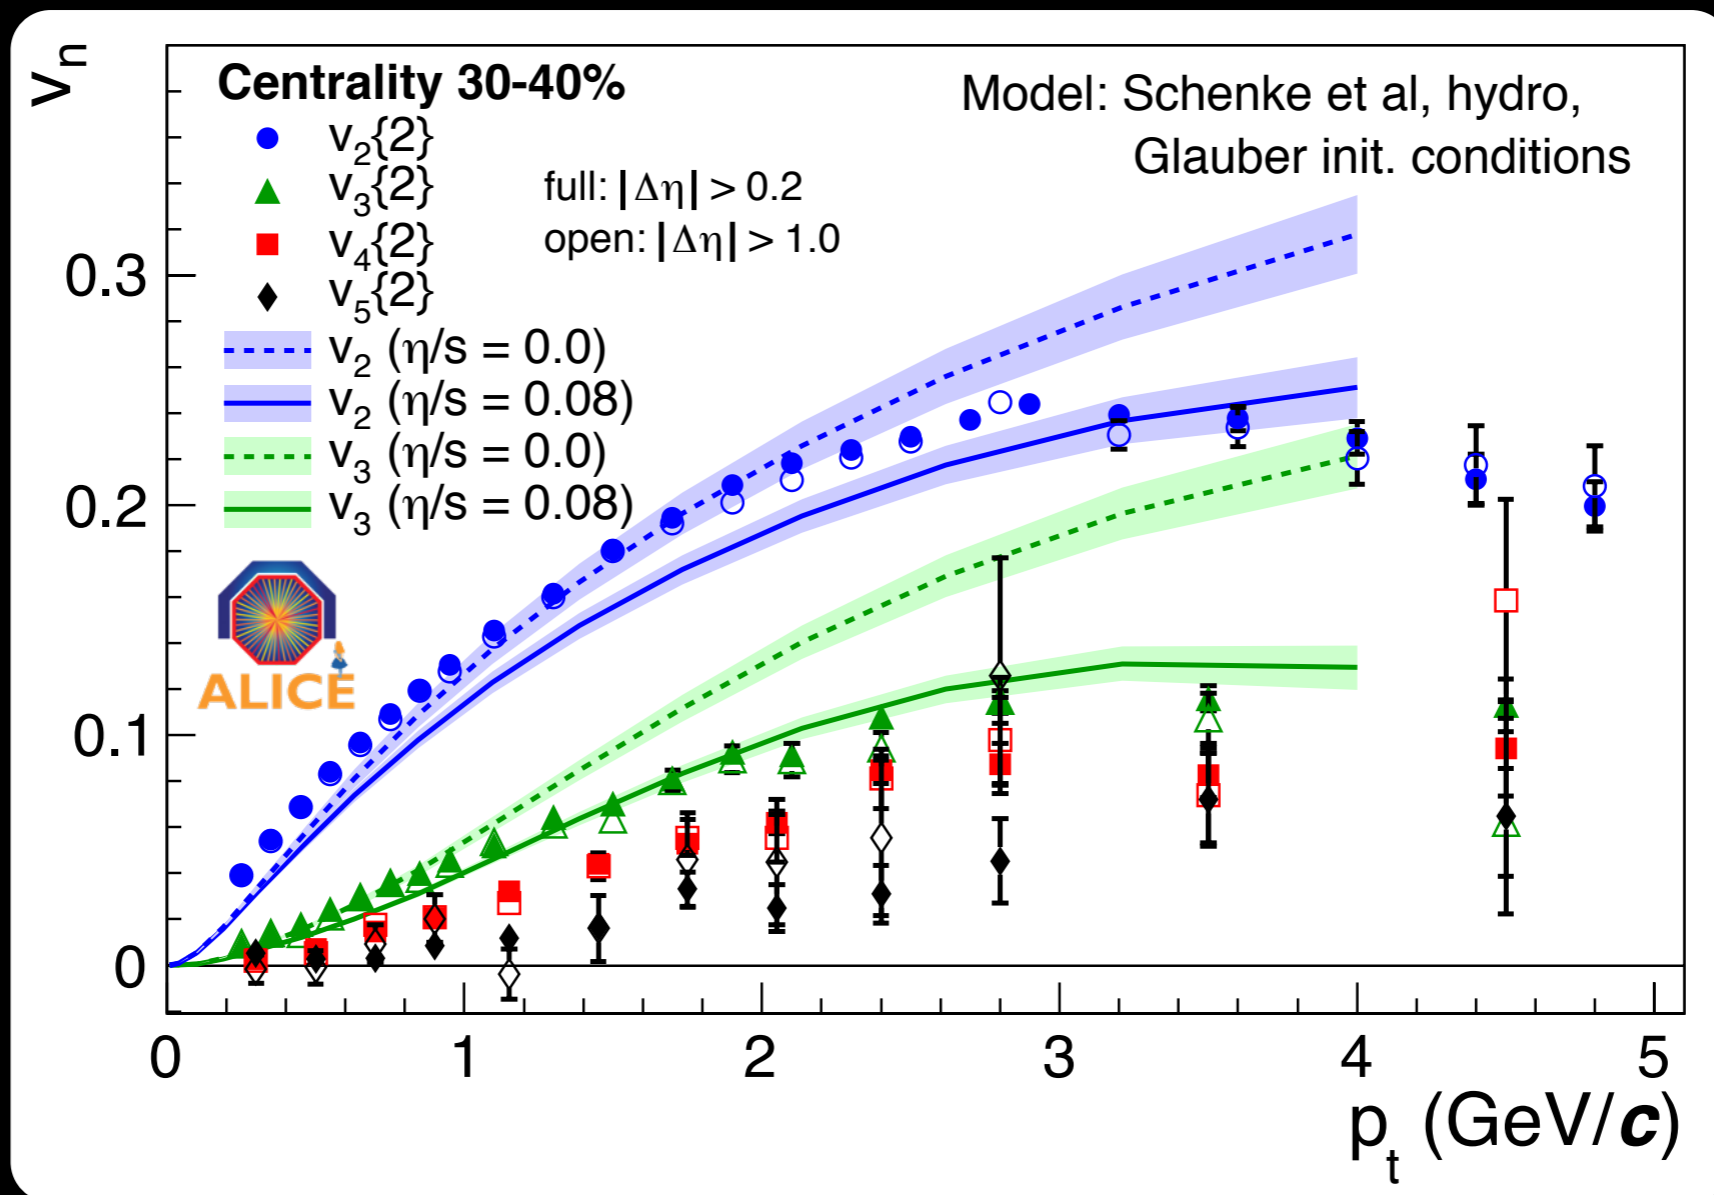 vn
Centrality 30-40%
v2{2}
v3{2}
v4{2}
v5{2}
full: |Δη| > 0.2
open: |Δη| > 1.0
v2 (η/s = 0.0)
v2 (η/s = 0.08)
v3 (η/s = 0.0)
v3 (η/s = 0.08)
Model: Schenke et al, hydro,
Glauber init. conditions
ALICE
0.3
0.2
0.1
0
0 1 2 3 4 5
pt (GeV/c)